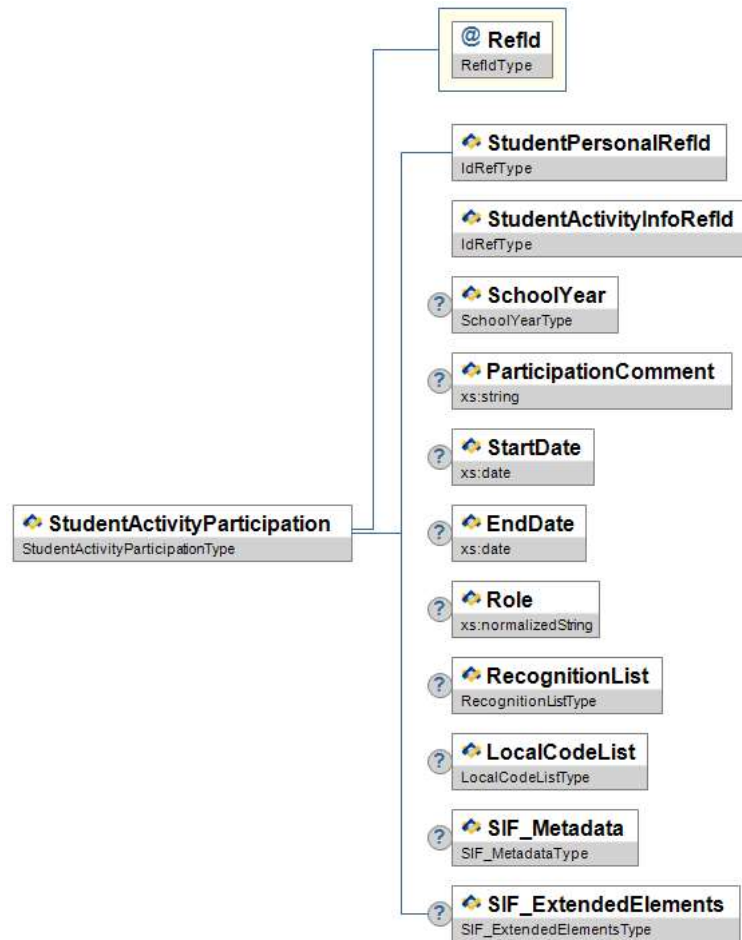 @ RefId
RefIdType
StudentPersonalRefId
IdRefType
StudentActivityInfoRefId
IdRefType
? SchoolYear
SchoolYearType
? ParticipationComment
xs:string
? StartDate
xs:date
StudentActivityParticipation
StudentActivityParticipationType
? EndDate
xs:date
? Role
xs:normalizedString
? RecognitionList
RecognitionListType
? LocalCodeList
LocalCodeListType
? SIF_Metadata
SIF_MetadataType
? SIF_ExtendedElements
SIF_ExtendedElementsType